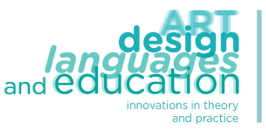 ART
design
languages
and education
innovations in theory
and practice